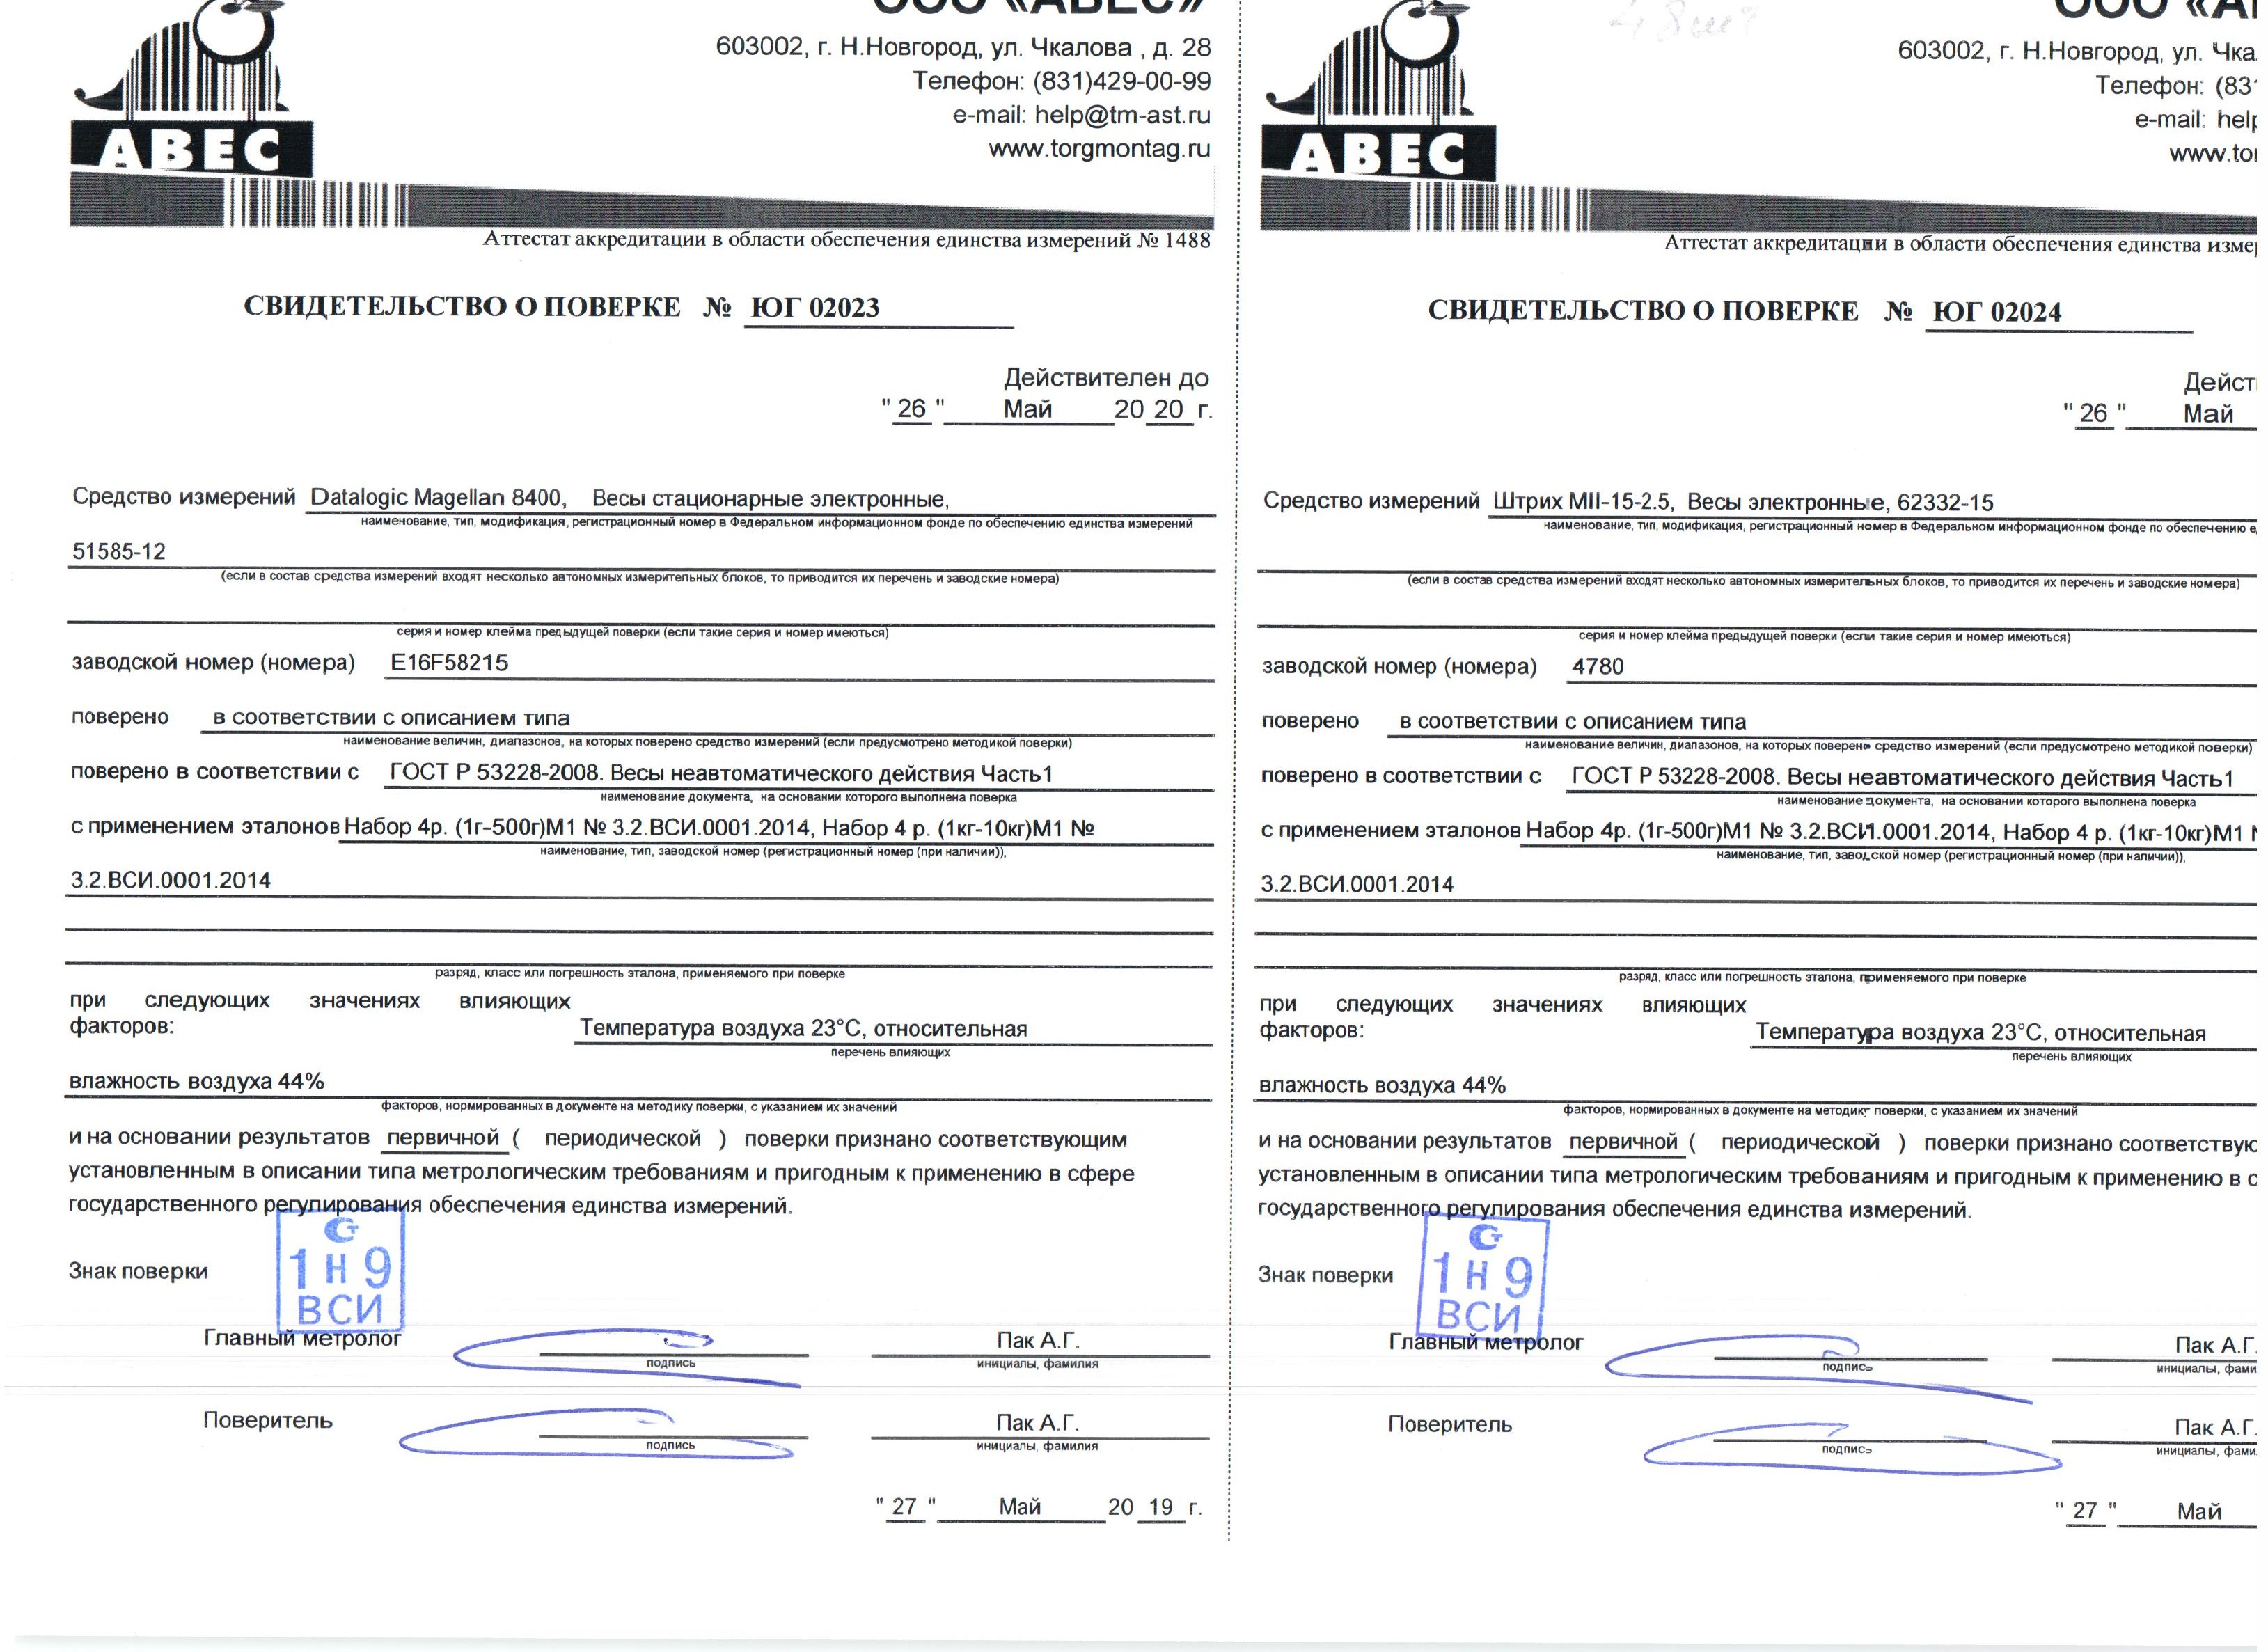 ООО «АВЕС»
603002, г. Н.Новгород, ул. Чкалова , д. 28
Телефон: (831)429-00-99
e-mail: help@tm-ast.ru
www.torgmontag.ru
АВЕС
Аттестат аккредитации в области обеспечения единства измерений № 1488
СВИДЕТЕЛЬСТВО О ПОВЕРКЕ № ЮГ 02023
Действителен до
" 26 " Май 20 20 г.
Средство измерений Datalogic Magellan 8400, Весы стационарные электронные,
наименование, тип, модификация, регистрационный номер в Федеральном информационном фонде по обеспечению единства измерений
51585-12
(если в состав средства измерений входят несколько автономных измерительных блоков, то приводится их перечень и заводские номера)
серия и номер клейма предыдущей поверки (если такие серия и номер имеються)
заводской номер (номера) E16F58215
поверено в соответствии с описанием типа
наименование величин, диапазонов, на которых поверено средство измерений (если предусмотрено методикой поверки)
поверено в соответствии с ГОСТ Р 53228-2008. Весы неавтоматического действия Часть1
наименование документа, на основании которого выполнена поверка
с применением эталонов Набор 4р. (1г-500г)М1 № 3.2.ВСИ.0001.2014, Набор 4 р. (1кг-10кг)М1 №
наименование, тип, заводской номер (регистрационный номер (при наличии)),
3.2.ВСИ.0001.2014
разряд, класс или погрешность эталона, применяемого при поверке
при следующих значениях влияющих
факторов: Температура воздуха 23°С, относительная
перечень влияющих
влажность воздуха 44%
факторов, нормированных в документе на методику поверки, с указанием их значений
и на основании результатов первичной ( периодической ) поверки признано соответствующим
установленным в описании типа метрологическим требованиям и пригодным к применению в сфере
государственного регулирования обеспечения единства измерений.
Знак поверки
1 Н 9
ВСИ
Главный метролог Пак А.Г.
подпись инициалы, фамилия
Поверитель Пак А.Г.
подпись инициалы, фамилия
" 27 " Май 20 19 г.
ООО «А
603002, г. Н.Новгород, ул. Чка
Телефон: (831
e-mail: help
www.tor
АВЕС
Аттестат аккредитации в области обеспечения единства измер
СВИДЕТЕЛЬСТВО О ПОВЕРКЕ № ЮГ 02024
Дейст
" 26 " Май
Средство измерений Штрих МII-15-2.5, Весы электронные, 62332-15
наименование, тип, модификация, регистрационный номер в Федеральном информационном фонде по обеспечению е
(если в состав средства измерений входят несколько автономных измерительных блоков, то приводится их перечень и заводские номера)
серия и номер клейма предыдущей поверки (если такие серия и номер имеються)
заводской номер (номера) 4780
поверено в соответствии с описанием типа
наименование величин, диапазонов, на которых поверено средство измерений (если предусмотрено методикой поверки)
поверено в соответствии с ГОСТ Р 53228-2008. Весы неавтоматического действия Часть1
наименование документа, на основании которого выполнена поверка
с применением эталонов Набор 4р. (1г-500г)М1 № 3.2.ВСИ.0001.2014, Набор 4 р. (1кг-10кг)М1 №
наименование, тип, заводской номер (регистрационный номер (при наличии)),
3.2.ВСИ.0001.2014
разряд, класс или погрешность эталона, применяемого при поверке
при следующих значениях влияющих
факторов: Температура воздуха 23°С, относительная
перечень влияющих
влажность воздуха 44%
факторов, нормированных в документе на методику поверки, с указанием их значений
и на основании результатов первичной ( периодической ) поверки признано соответствую
установленным в описании типа метрологическим требованиям и пригодным к применению в с
государственного регулирования обеспечения единства измерений.
Знак поверки
1 Н 9
ВСИ
Главный метролог Пак А.Г.
подпись инициалы, фами
Поверитель Пак А.Г.
подпись инициалы, фами
" 27 " Май